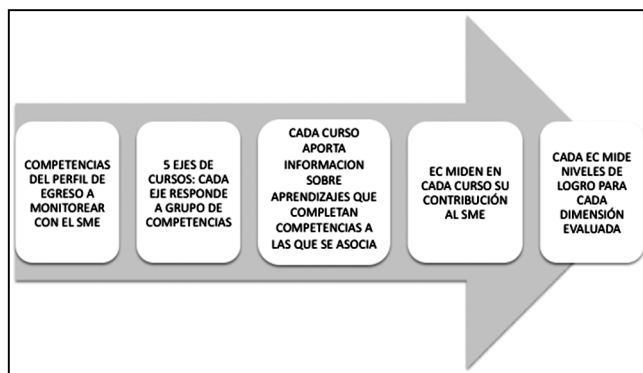 COMPETENCIAS
DEL PERFIL DE
EGRESO A
MONITOREAR
CON EL SME
5 EJES DE
CURSOS: CADA
EJE RESPONDE
A GRUPO DE
COMPETENCIAS
CADA CURSO
APORTA
INFORMACION
SOBRE
APRENDIZAJES QUE
COMPLETAN
COMPETENCIAS A
LAS QUE SE ASOCIA
EC MIDEN EN
CADA CURSO SU
CONTRIBUCIÓN
AL SME
CADA EC MIDE
NIVELES DE
LOGRO PARA
CADA
DIMENSIÓN
EVALUADA